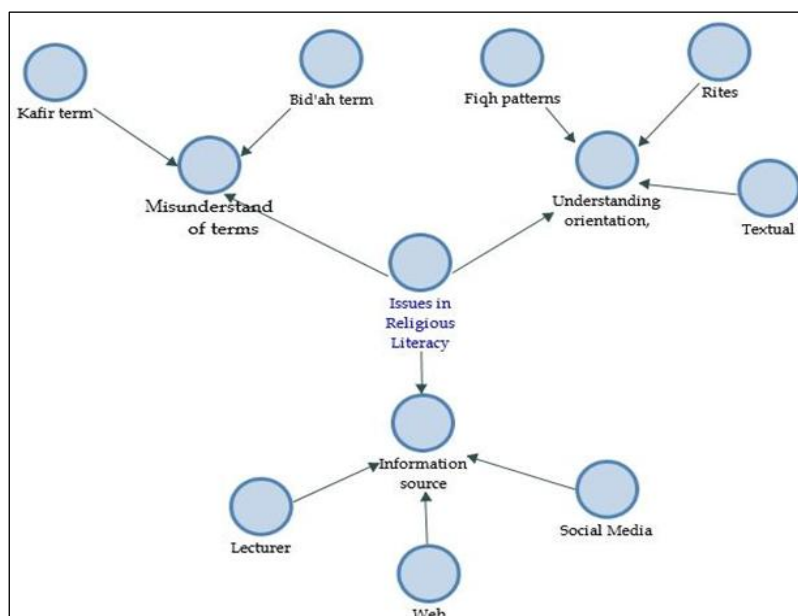 Kafir term
Bid'ah term
Fiqh patterns
Rites
Misunderstand
of terms
Understanding
orientation,
Textual
Issues in
Religious
Literacy
Information
source
Lecturer
Social Media
Web